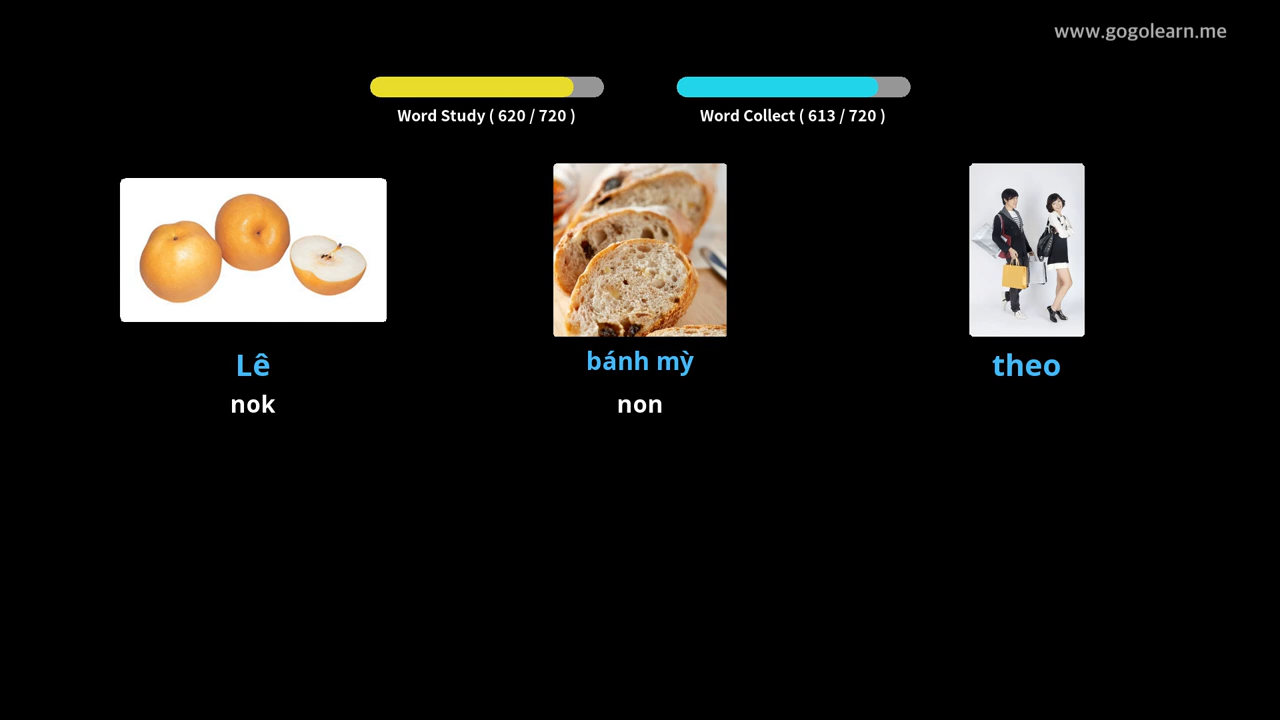 www.gogolearn.me
Word Study ( 620 / 720 )
Word Collect ( 613 / 720 )
Lê
nok
bánh mỳ
non
theo